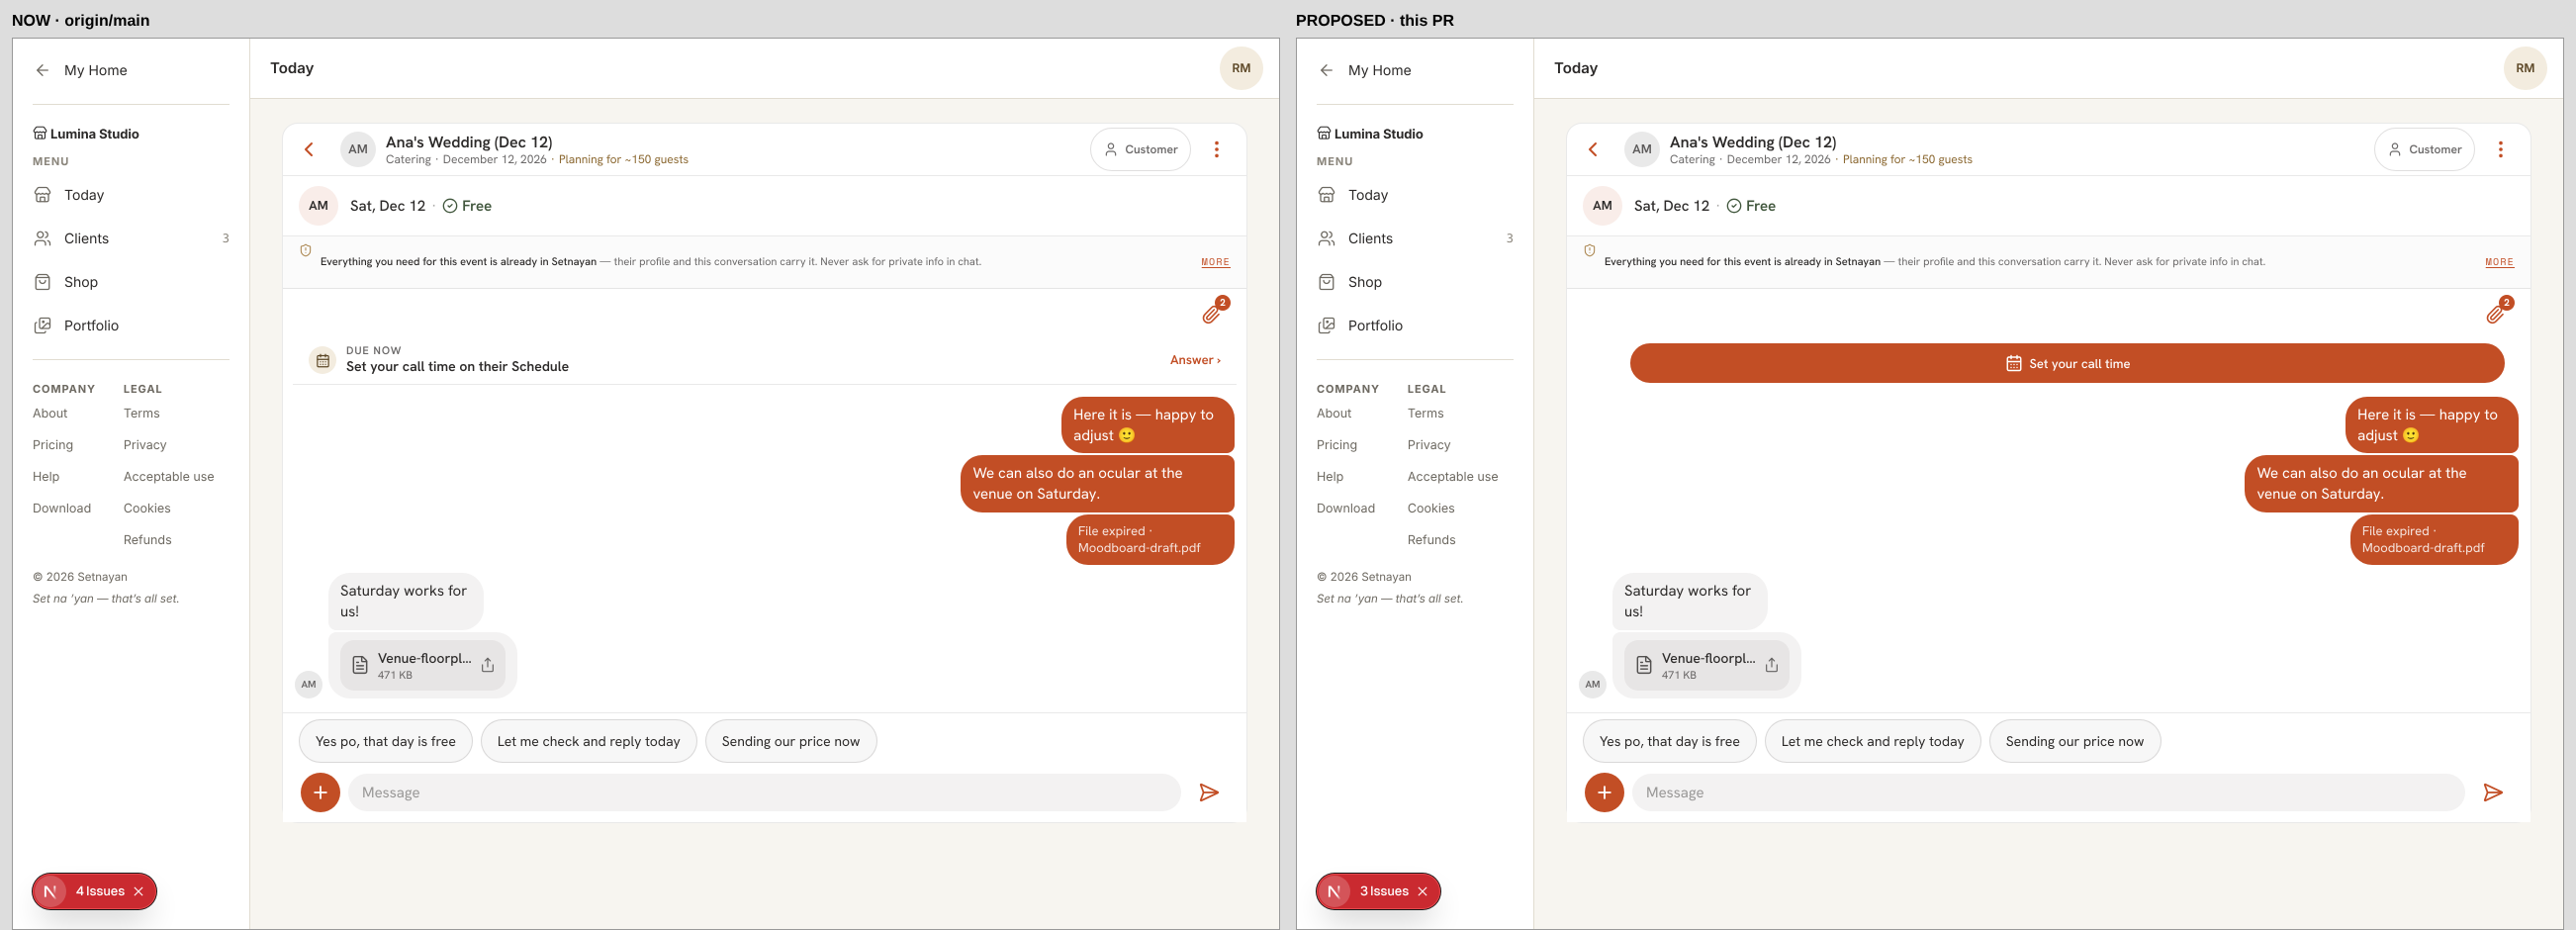 NOW · origin/main
My Home
Lumina Studio
MENU
Today
Clients 3
Shop
Portfolio
COMPANY LEGAL
About Terms
Pricing Privacy
Help Acceptable use
Download Cookies
Refunds
© 2026 Setnayan
Set na 'yan — that's all set.
4 Issues
Today
RM
AM
Ana's Wedding (Dec 12)
Catering · December 12, 2026 · Planning for ~150 guests
Customer
AM Sat, Dec 12 · Free
Everything you need for this event is already in Setnayan — their profile and this conversation carry it. Never ask for private info in chat. MORE
2
DUE NOW
Set your call time on their Schedule
Answer ›
Here it is — happy to
adjust 🙂
We can also do an ocular at the
venue on Saturday.
File expired ·
Moodboard-draft.pdf
Saturday works for
us!
Venue-floorpl...
471 KB
AM
Yes po, that day is free Let me check and reply today Sending our price now
Message
PROPOSED · this PR
My Home
Lumina Studio
MENU
Today
Clients 3
Shop
Portfolio
COMPANY LEGAL
About Terms
Pricing Privacy
Help Acceptable use
Download Cookies
Refunds
© 2026 Setnayan
Set na 'yan — that's all set.
3 Issues
Today
RM
AM
Ana's Wedding (Dec 12)
Catering · December 12, 2026 · Planning for ~150 guests
Customer
AM Sat, Dec 12 · Free
Everything you need for this event is already in Setnayan — their profile and this conversation carry it. Never ask for private info in chat. MORE
2
Set your call time
Here it is — happy to
adjust 🙂
We can also do an ocular at the
venue on Saturday.
File expired ·
Moodboard-draft.pdf
Saturday works for
us!
Venue-floorpl...
471 KB
AM
Yes po, that day is free Let me check and reply today Sending our price now
Message